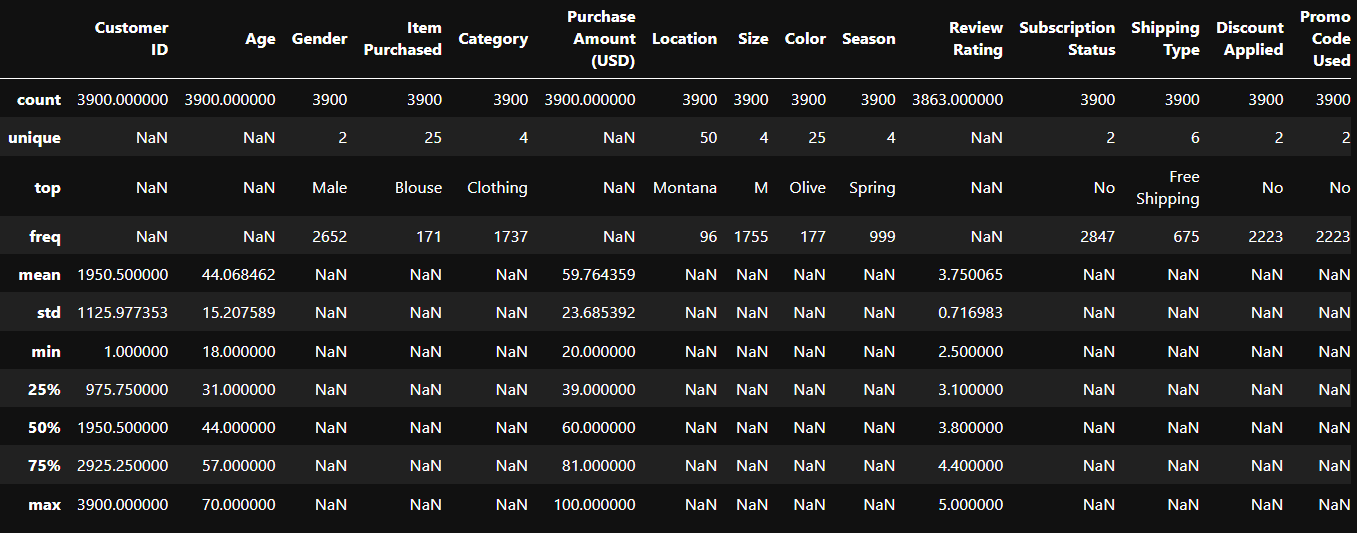 Customer ID Age Gender Item Purchased Category Purchase Amount (USD) Location Size Color Season Review Rating Subscription Status Shipping Type Discount Applied Promo Code Used
count 3900.000000 3900.000000 3900 3900 3900 3900.000000 3900 3900 3900 3900 3863.000000 3900 3900 3900 3900
unique NaN NaN 2 25 4 NaN 50 4 25 4 NaN 2 6 2 2
top NaN NaN Male Blouse Clothing NaN Montana M Olive Spring NaN No Free Shipping No No
freq NaN NaN 2652 171 1737 NaN 96 1755 177 999 NaN 2847 675 2223 2223
mean 1950.500000 44.068462 NaN NaN NaN 59.764359 NaN NaN NaN NaN 3.750065 NaN NaN NaN NaN
std 1125.977353 15.207589 NaN NaN NaN 23.685392 NaN NaN NaN NaN 0.716983 NaN NaN NaN NaN
min 1.000000 18.000000 NaN NaN NaN 20.000000 NaN NaN NaN NaN 2.500000 NaN NaN NaN NaN
25% 975.750000 31.000000 NaN NaN NaN 39.000000 NaN NaN NaN NaN 3.100000 NaN NaN NaN NaN
50% 1950.500000 44.000000 NaN NaN NaN 60.000000 NaN NaN NaN NaN 3.800000 NaN NaN NaN NaN
75% 2925.250000 57.000000 NaN NaN NaN 81.000000 NaN NaN NaN NaN 4.400000 NaN NaN NaN NaN
max 3900.000000 70.000000 NaN NaN NaN 100.000000 NaN NaN NaN NaN 5.000000 NaN NaN NaN NaN